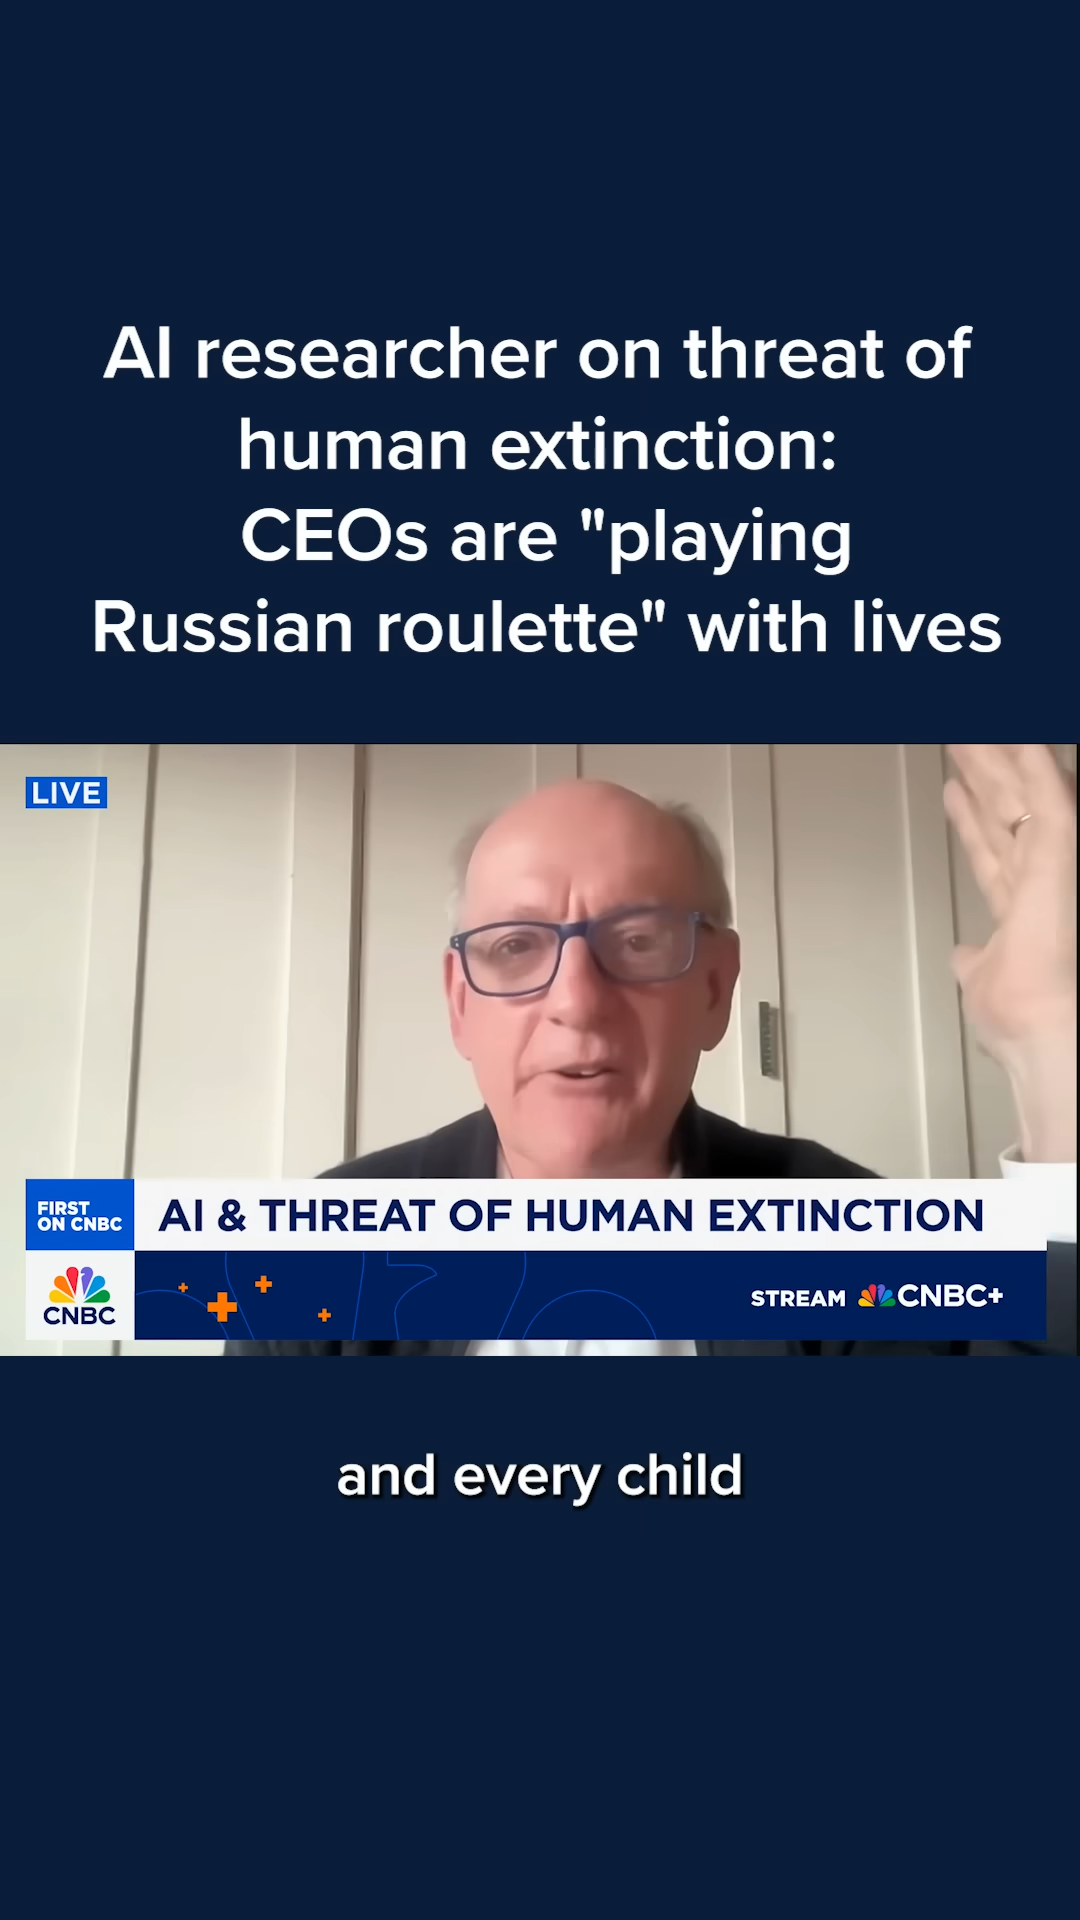 AI researcher on threat of
human extinction:
CEOs are "playing
Russian roulette" with lives
LIVE
FIRST
ON CNBC
AI & THREAT OF HUMAN EXTINCTION
CNBC
STREAM CNBC+
and every child